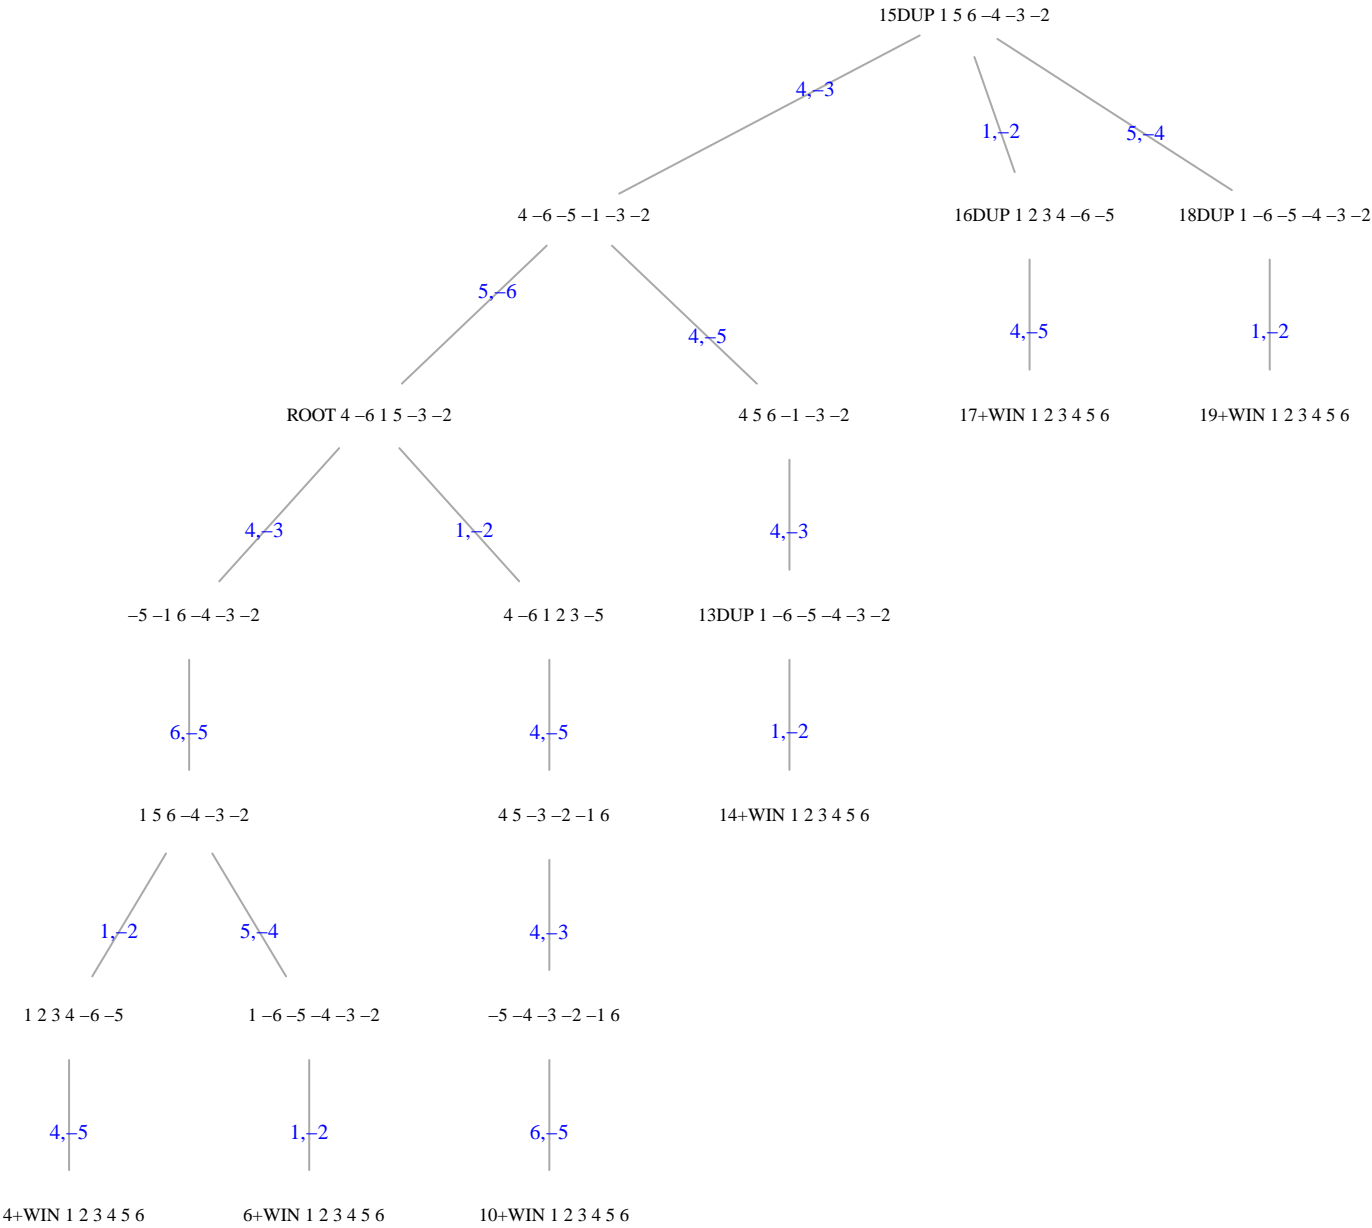 15DUP 1 5 6 –4 –3 –2
4,–3
1,–2
5,–4
4 –6 –5 –1 –3 –2
16DUP 1 2 3 4 –6 –5
18DUP 1 –6 –5 –4 –3 –2
5,–6
4,–5
4,–5
1,–2
ROOT 4 –6 1 5 –3 –2
4 5 6 –1 –3 –2
17+WIN 1 2 3 4 5 6
19+WIN 1 2 3 4 5 6
4,–3
1,–2
4,–3
–5 –1 6 –4 –3 –2
4 –6 1 2 3 –5
13DUP 1 –6 –5 –4 –3 –2
6,–5
4,–5
1,–2
1 5 6 –4 –3 –2
4 5 –3 –2 –1 6
14+WIN 1 2 3 4 5 6
1,–2
5,–4
4,–3
1 2 3 4 –6 –5
1 –6 –5 –4 –3 –2
–5 –4 –3 –2 –1 6
4,–5
1,–2
6,–5
4+WIN 1 2 3 4 5 6
6+WIN 1 2 3 4 5 6
10+WIN 1 2 3 4 5 6